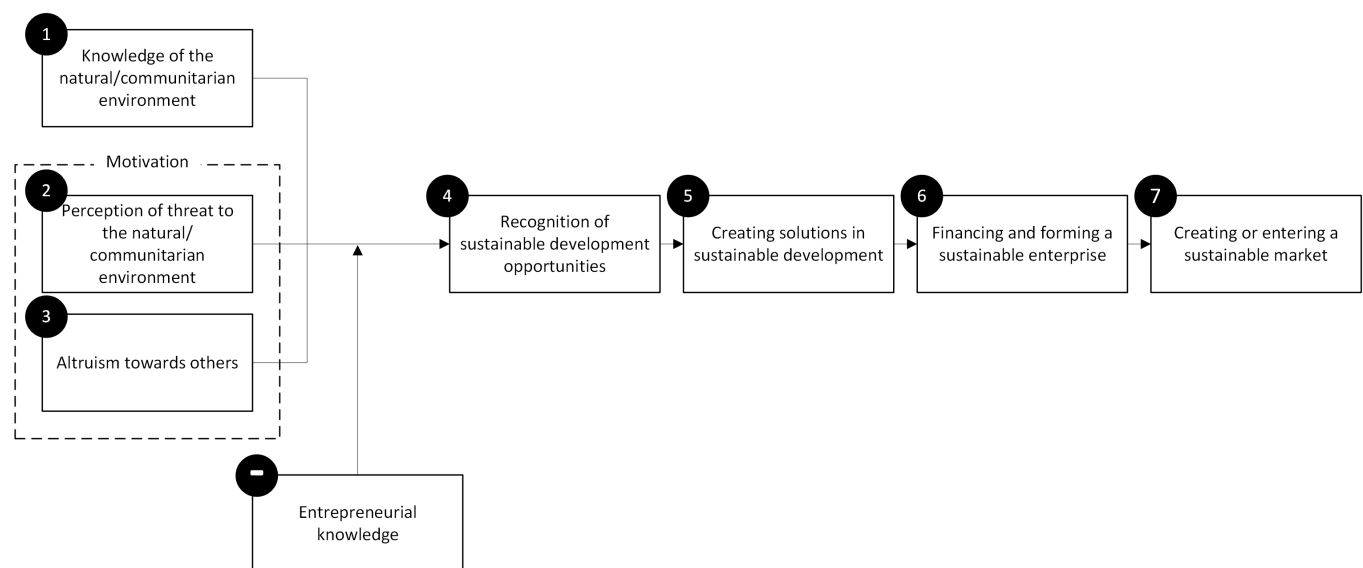 1
Knowledge of the
natural/communitarian
environment
Motivation
2
Perception of threat to
the natural/
communitarian
environment
3
Altruism towards others
4
Recognition of
sustainable development
opportunities
5
Creating solutions in
sustainable development
6
Financing and forming a
sustainable enterprise
7
Creating or entering a
sustainable market
-
Entrepreneurial
knowledge